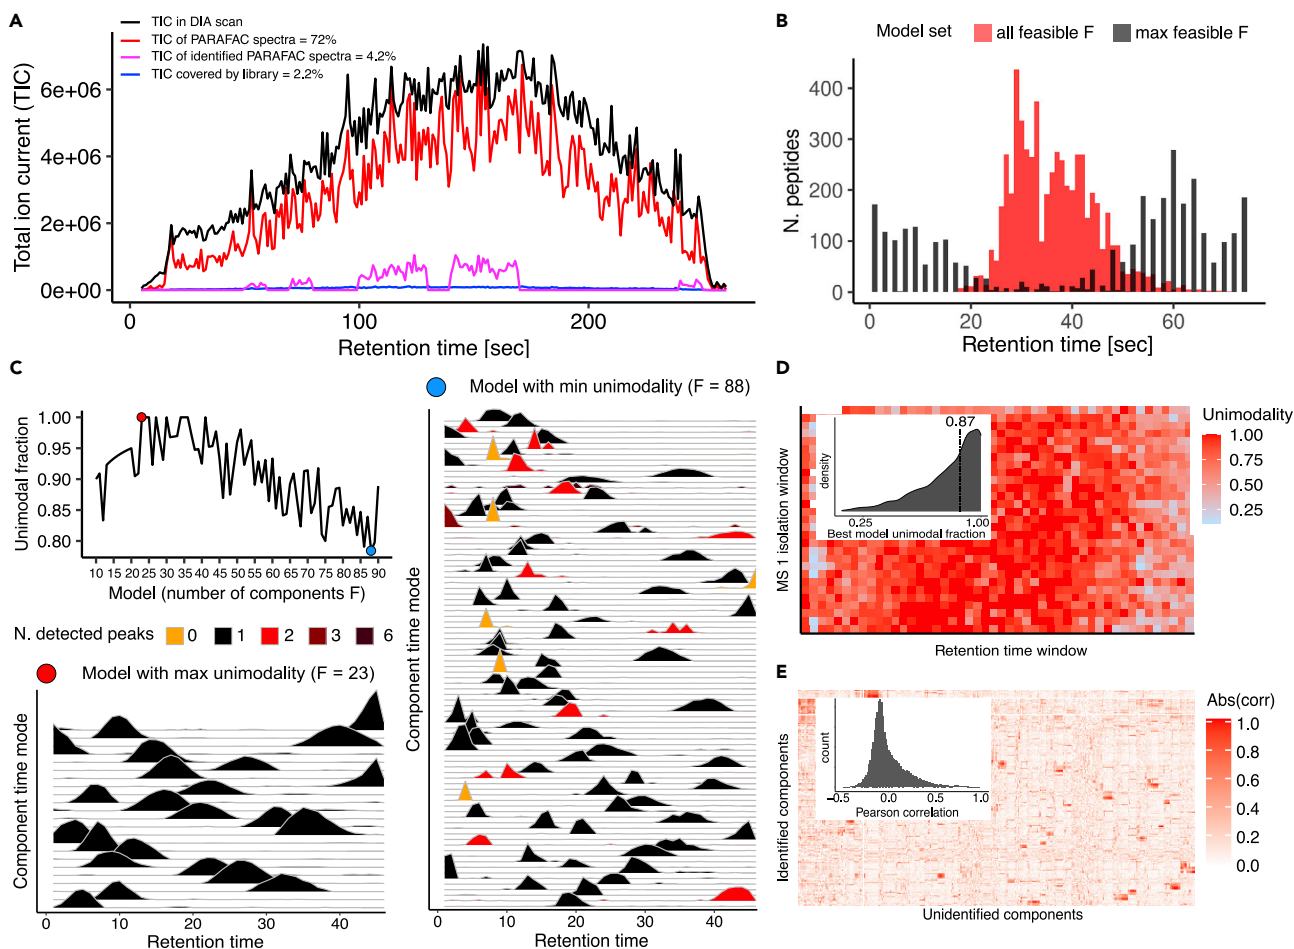 A
TIC in DIA scan
TIC of PARAFAC spectra = 72%
TIC of identified PARAFAC spectra = 4.2%
TIC covered by library = 2.2%
Total ion current (TIC)
6e+06
4e+06
2e+06
0e+00
0
100
200
Retention time [sec]
B
Model set
all feasible F
max feasible F
N. peptides
400
300
200
100
0
0
20
40
60
Retention time [sec]
C
Unimodal fraction
1.00
0.95
0.90
0.85
0.80
10 15 20 25 30 35 40 45 50 55 60 65 70 75 80 85 90
Model (number of components F)
N. detected peaks
0
1
2
3
6
Model with max unimodality (F = 23)
Component time mode
0
10
20
30
40
Retention time
Model with min unimodality (F = 88)
Component time mode
0
10
20
30
40
Retention time
D
MS 1 isolation window
0.87
density
0.25
1.00
Best model unimodal fraction
Retention time window
Unimodality
1.00
0.75
0.50
0.25
E
Identified components
count
−0.5
0.0
0.5
1.0
Pearson correlation
Unidentified components
Abs(corr)
1.0
0.8
0.6
0.4
0.2
0.0